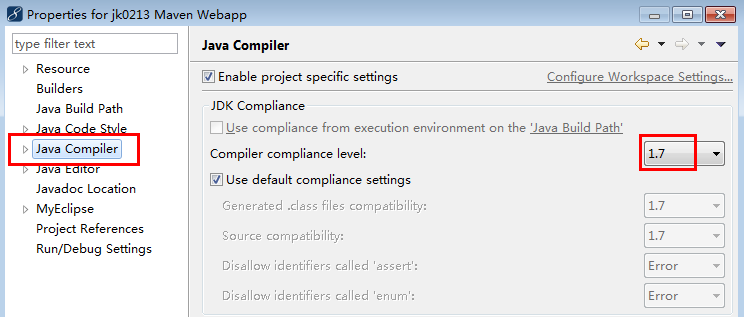 Properties for jk0213 Maven Webapp
type filter text
Resource
Builders
Java Build Path
Java Code Style
Java Compiler
Java Editor
Javadoc Location
MyEclipse
Project References
Run/Debug Settings
Java Compiler
Enable project specific settings Configure Workspace Settings...
JDK Compliance
Use compliance from execution environment on the 'Java Build Path'
Compiler compliance level: 1.7
Use default compliance settings
Generated .class files compatibility: 1.7
Source compatibility: 1.7
Disallow identifiers called 'assert': Error
Disallow identifiers called 'enum': Error